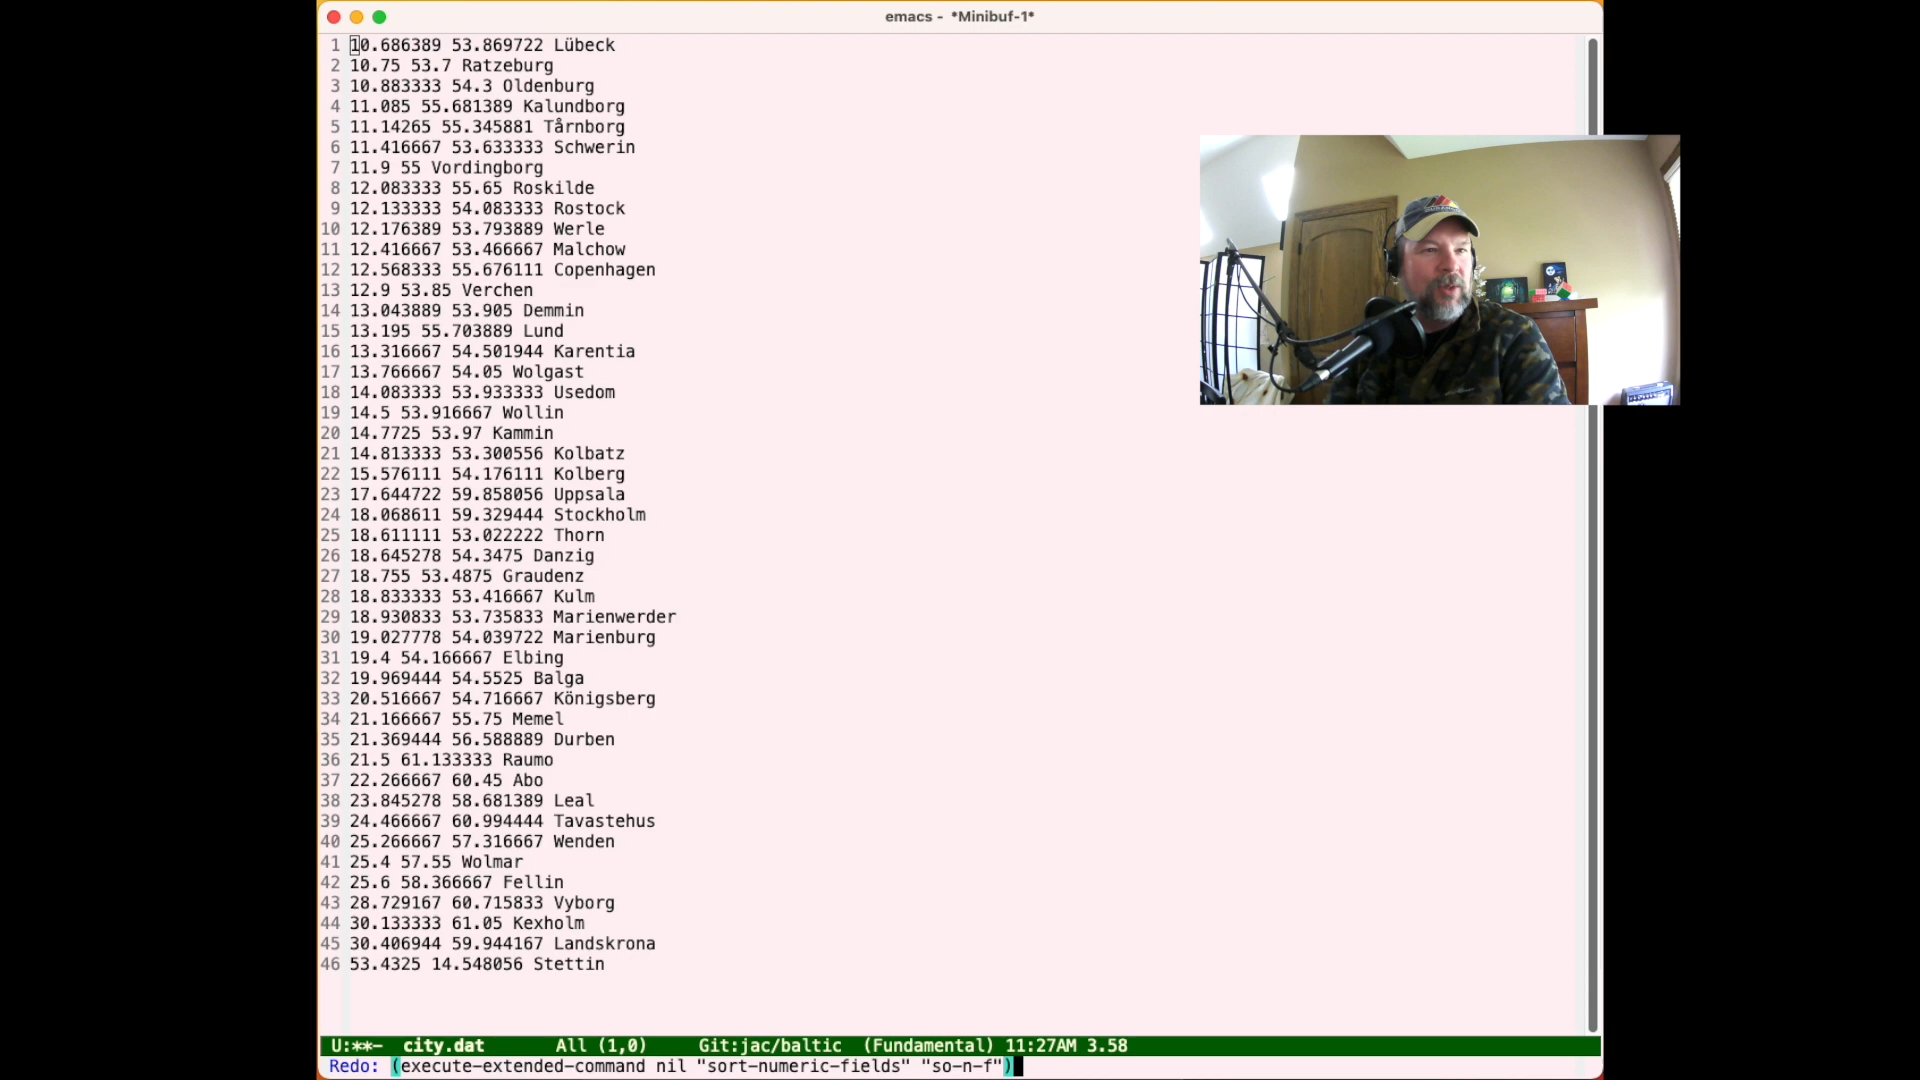 emacs - *Minibuf-1*
1 10.686389 53.869722 Lübeck
2 10.75 53.7 Ratzeburg
3 10.883333 54.3 Oldenburg
4 11.085 55.681389 Kalundborg
5 11.14265 55.345881 Tårnborg
6 11.416667 53.633333 Schwerin
7 11.9 55 Vordingborg
8 12.083333 55.65 Roskilde
9 12.133333 54.083333 Rostock
10 12.176389 53.793889 Werle
11 12.416667 53.466667 Malchow
12 12.568333 55.676111 Copenhagen
13 12.9 53.85 Verchen
14 13.043889 53.905 Demmin
15 13.195 55.703889 Lund
16 13.316667 54.501944 Karentia
17 13.766667 54.05 Wolgast
18 14.083333 53.933333 Usedom
19 14.5 53.916667 Wollin
20 14.7725 53.97 Kammin
21 14.813333 53.300556 Kolbatz
22 15.576111 54.176111 Kolberg
23 17.644722 59.858056 Uppsala
24 18.068611 59.329444 Stockholm
25 18.611111 53.022222 Thorn
26 18.645278 54.3475 Danzig
27 18.755 53.4875 Graudenz
28 18.833333 53.416667 Kulm
29 18.930833 53.735833 Marienwerder
30 19.027778 54.039722 Marienburg
31 19.4 54.166667 Elbing
32 19.969444 54.5525 Balga
33 20.516667 54.716667 Königsberg
34 21.166667 55.75 Memel
35 21.369444 56.588889 Durben
36 21.5 61.133333 Raumo
37 22.266667 60.45 Abo
38 23.845278 58.681389 Leal
39 24.466667 60.994444 Tavastehus
40 25.266667 57.316667 Wenden
41 25.4 57.55 Wolmar
42 25.6 58.366667 Fellin
43 28.729167 60.715833 Vyborg
44 30.133333 61.05 Kexholm
45 30.406944 59.944167 Landskrona
46 53.4325 14.548056 Stettin
U:**- city.dat All (1,0) Git:jac/baltic (Fundamental) 11:27AM 3.58
Redo: (execute-extended-command nil "sort-numeric-fields" "so-n-f")